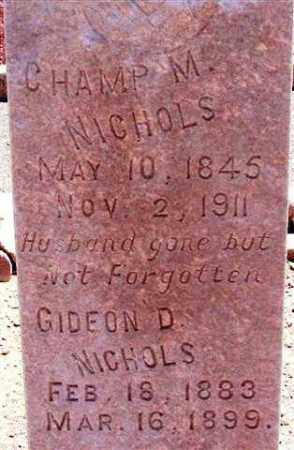 CHAMP M.
NICHOLS
MAY 10, 1845
NOV. 2, 1911
Husband gone but
Not Forgotten
GIDEON D.
NICHOLS
FEB. 18, 1883
MAR. 16, 1899.